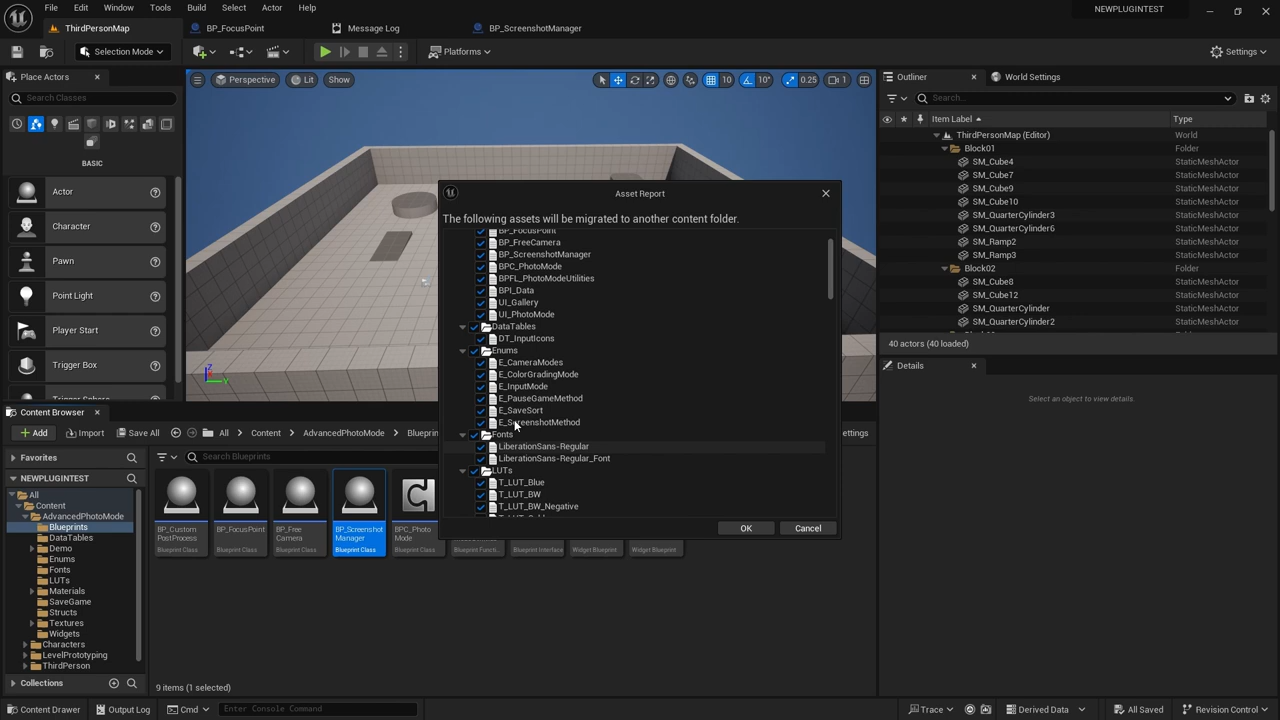 File Edit Window Tools Build Select Actor Help
NEWPLUGINTEST
ThirdPersonMap
BP_FocusPoint
Message Log
BP_ScreenshotManager
Selection Mode
Platforms
Settings
Place Actors
Search Classes
BASIC
Actor
Character
Pawn
Point Light
Player Start
Trigger Box
Trigger Sphere
Perspective
Lit
Show
10
10°
0.25
1
Z
Y
Asset Report
The following assets will be migrated to another content folder.
BP_FocusPoint
BP_FreeCamera
BP_ScreenshotManager
BPC_PhotoMode
BPFL_PhotoModeUtilities
BPI_Data
UI_Gallery
UI_PhotoMode
DataTables
DT_InputIcons
Enums
E_CameraModes
E_ColorGradingMode
E_InputMode
E_PauseGameMethod
E_SaveSort
E_ScreenshotMethod
Fonts
LiberationSans-Regular
LiberationSans-Regular_Font
LUTs
T_LUT_Blue
T_LUT_BW
T_LUT_BW_Negative
OK
Cancel
Outliner
World Settings
Search...
Item Label
Type
ThirdPersonMap (Editor) World
Block01 Folder
SM_Cube4 StaticMeshActor
SM_Cube7 StaticMeshActor
SM_Cube9 StaticMeshActor
SM_Cube10 StaticMeshActor
SM_QuarterCylinder3 StaticMeshActor
SM_QuarterCylinder6 StaticMeshActor
SM_Ramp2 StaticMeshActor
SM_Ramp3 StaticMeshActor
Block02 Folder
SM_Cube8 StaticMeshActor
SM_Cube12 StaticMeshActor
SM_QuarterCylinder StaticMeshActor
SM_QuarterCylinder2 StaticMeshActor
40 actors (40 loaded)
Details
Select an object to view details.
Content Browser
Add
Import
Save All
All
Content
AdvancedPhotoMode
Blueprin
ettings
Favorites
NEWPLUGINTEST
All
Content
AdvancedPhotoMode
Blueprints
DataTables
Demo
Enums
Fonts
LUTs
Materials
SaveGame
Structs
Textures
Widgets
Characters
LevelPrototyping
ThirdPerson
Collections
Search Blueprints
BP_Custom
PostProcess
Blueprint Class
BP_FocusPoint
Blueprint Class
BP_Free
Camera
Blueprint Class
BP_Screenshot
Manager
Blueprint Class
BPC_Photo
Mode
Blueprint Class
Blueprint Functi...
Blueprint Interface
Widget Blueprint
Widget Blueprint
9 items (1 selected)
Content Drawer
Output Log
Cmd
Enter Console Command
Trace
Derived Data
All Saved
Revision Control